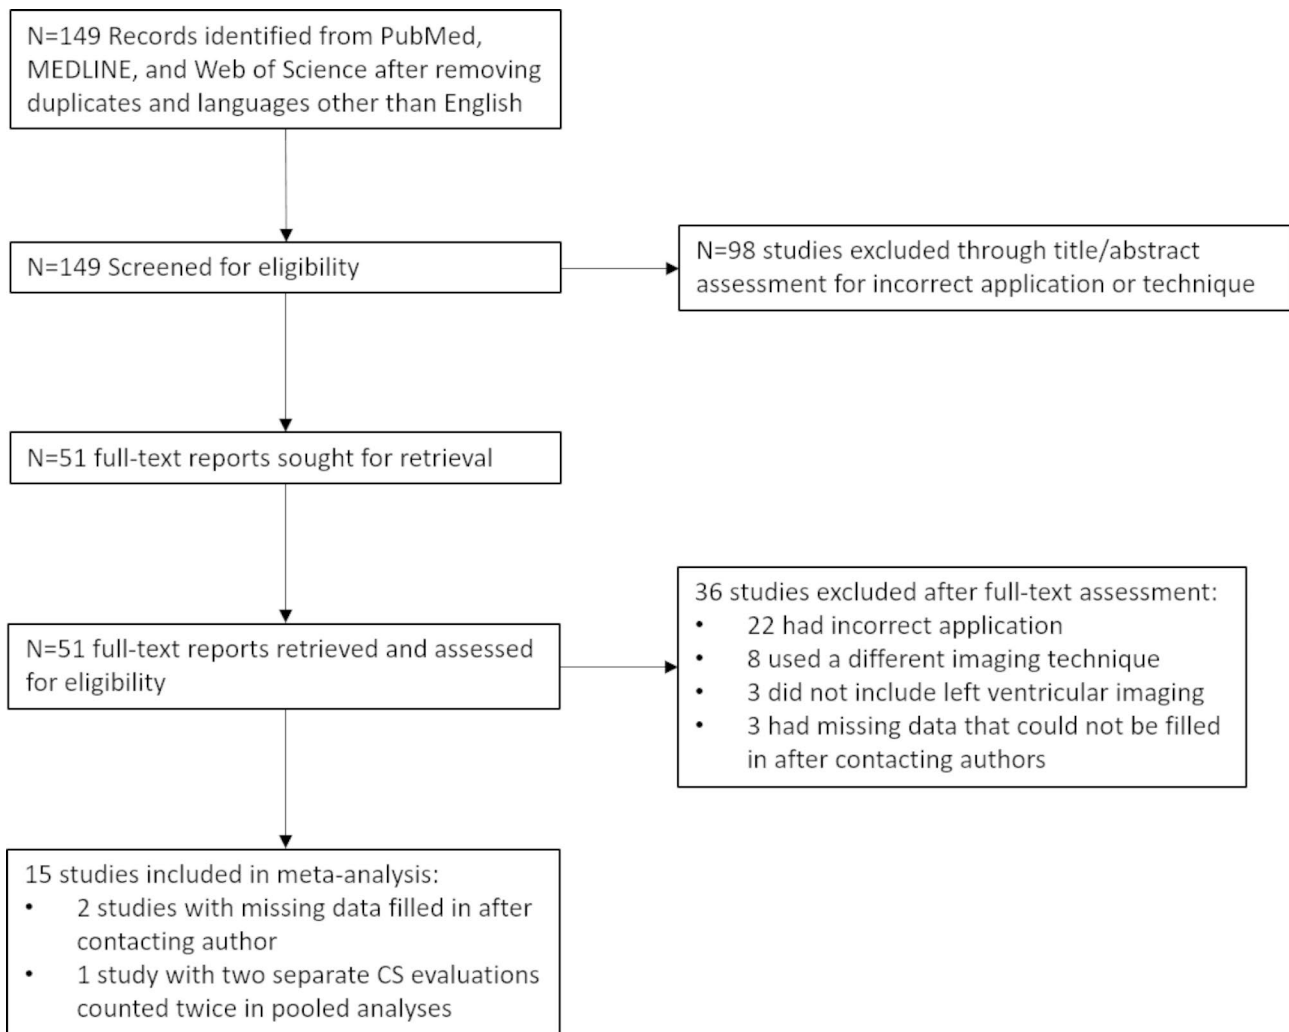 N=149 Records identified from PubMed,
MEDLINE, and Web of Science after removing
duplicates and languages other than English
N=149 Screened for eligibility
N=98 studies excluded through title/abstract
assessment for incorrect application or technique
N=51 full-text reports sought for retrieval
N=51 full-text reports retrieved and assessed
for eligibility
36 studies excluded after full-text assessment:
• 22 had incorrect application
• 8 used a different imaging technique
• 3 did not include left ventricular imaging
• 3 had missing data that could not be filled
in after contacting authors
15 studies included in meta-analysis:
• 2 studies with missing data filled in after
contacting author
• 1 study with two separate CS evaluations
counted twice in pooled analyses